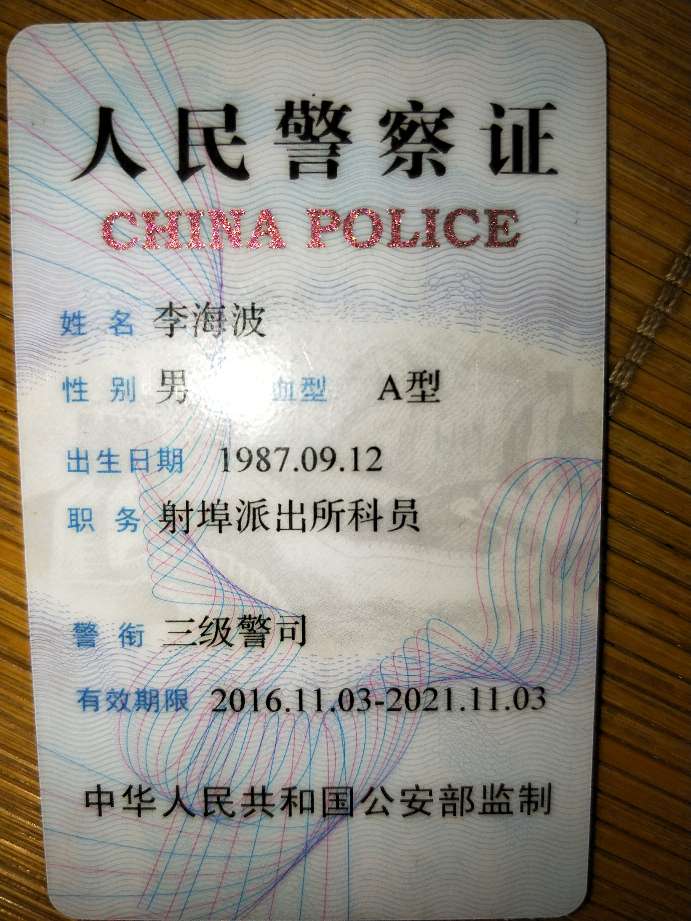 人民警察证
CHINA POLICE
姓名 李海波
性别 男 血型 A型
出生日期 1987.09.12
职务 射埠派出所科员
警衔 三级警司
有效期限 2016.11.03-2021.11.03
中华人民共和国公安部监制